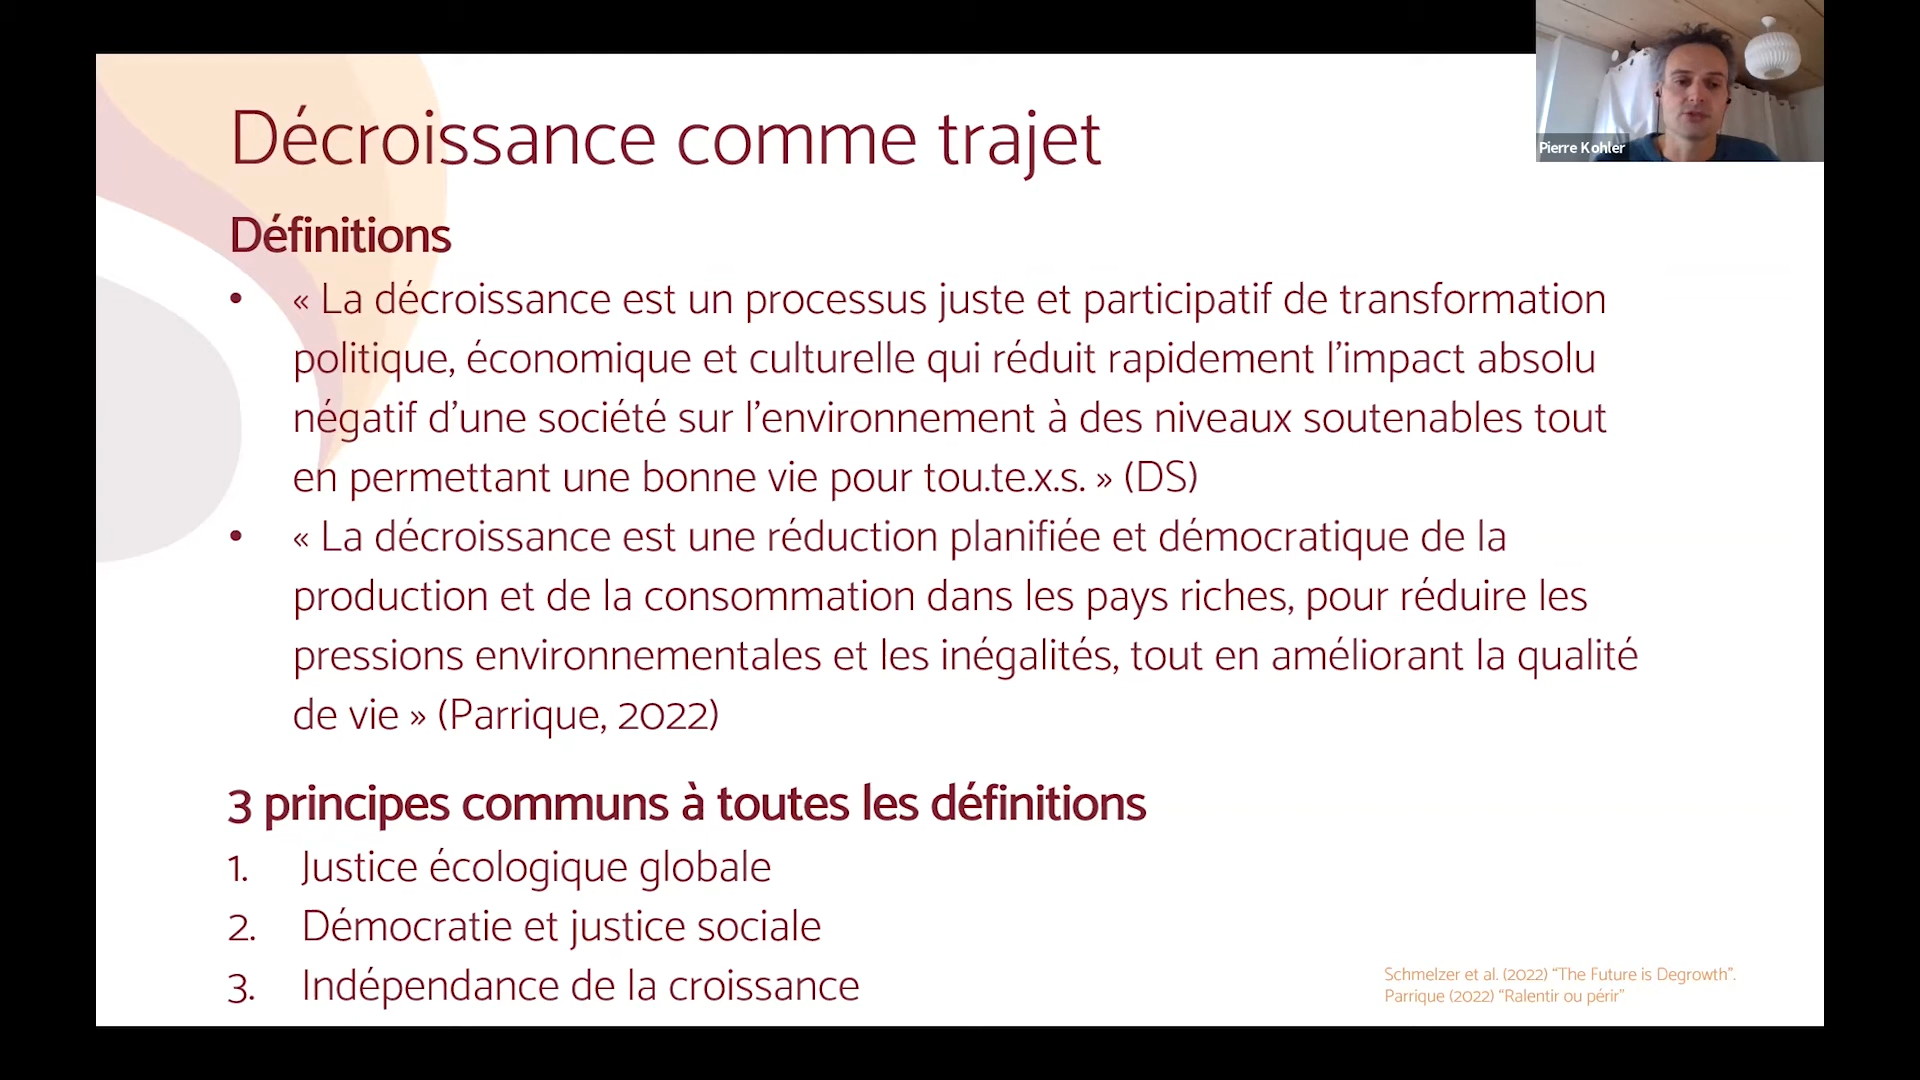 Décroissance comme trajet
Pierre Kohler
Définitions
• « La décroissance est un processus juste et participatif de transformation
politique, économique et culturelle qui réduit rapidement l’impact absolu
négatif d’une société sur l’environnement à des niveaux soutenables tout
en permettant une bonne vie pour tou.te.x.s. » (DS)
• « La décroissance est une réduction planifiée et démocratique de la
production et de la consommation dans les pays riches, pour réduire les
pressions environnementales et les inégalités, tout en améliorant la qualité
de vie » (Parrique, 2022)
3 principes communs à toutes les définitions
1. Justice écologique globale
2. Démocratie et justice sociale
3. Indépendance de la croissance
Schmelzer et al. (2022) “The Future is Degrowth”.
Parrique (2022) “Ralentir ou périr”